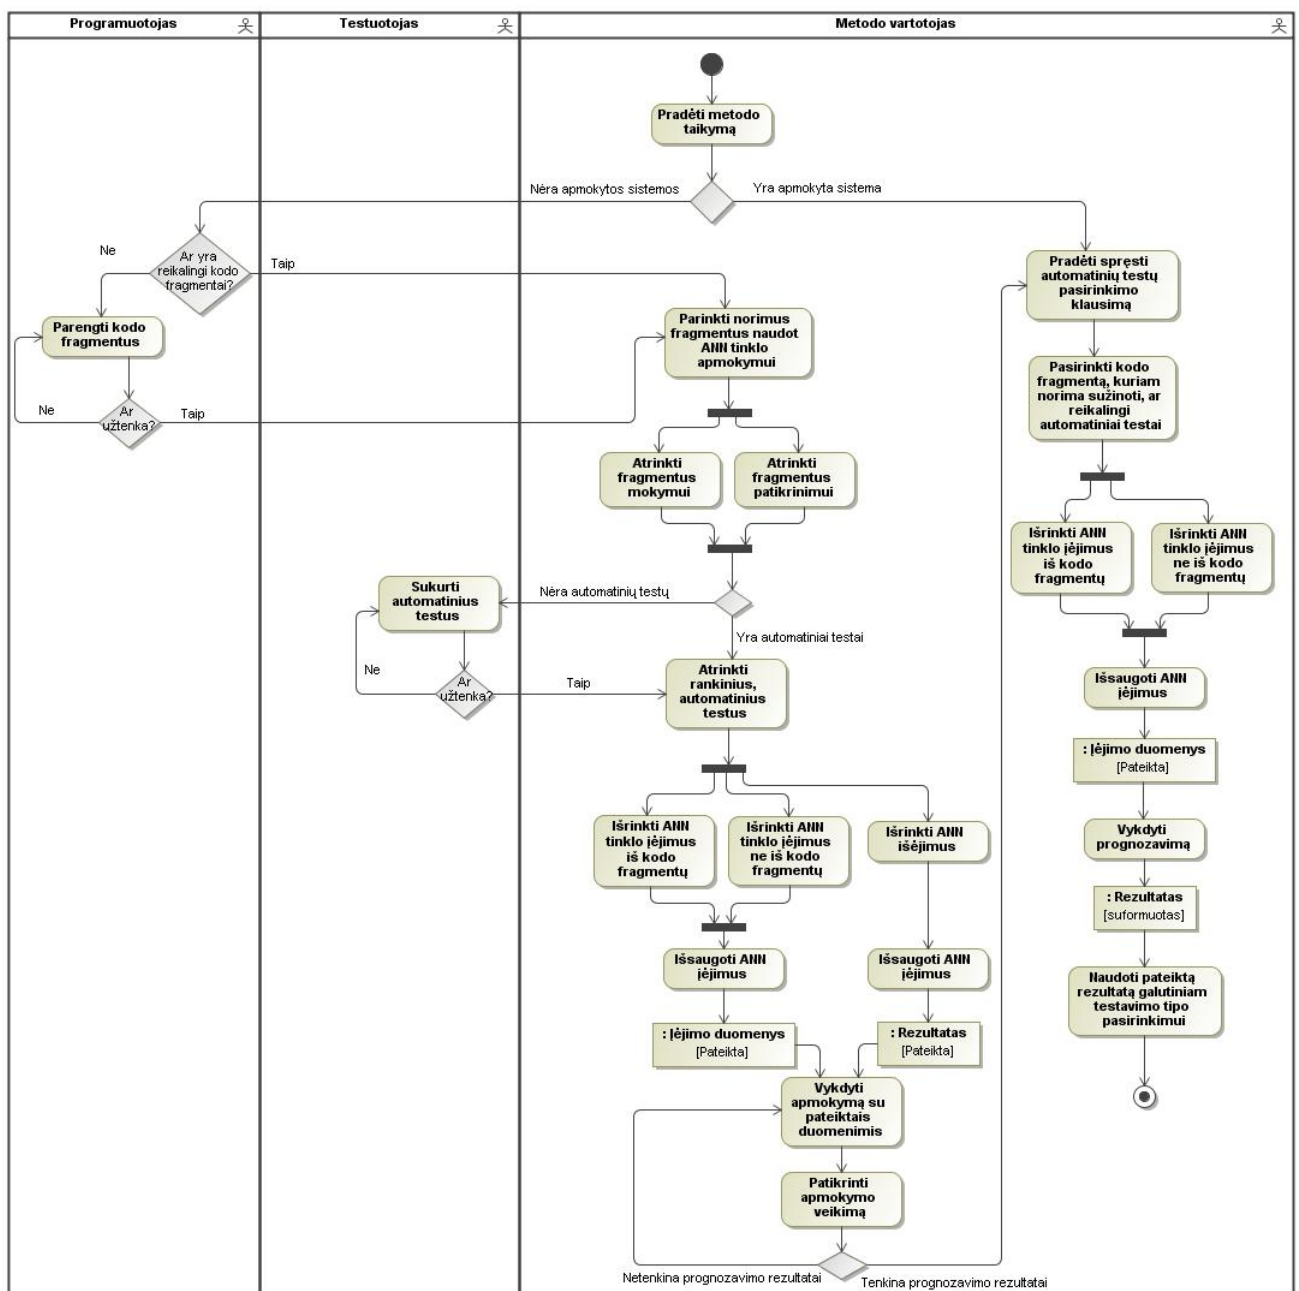 Programuotojas
Testuotojas
Metodo vartotojas
Pradėti metodo
taikymą
Nėra apmokytos sistemos
Yra apmokyta sistema
Ne
Ar yra
reikalingi kodo
fragmentai?
Taip
Pradėti spręsti
automatinių testų
pasirinkimo
klausimą
Parengti kodo
fragmentus
Parinkti norimus
fragmentus naudot
ANN tinklo
apmokymui
Pasirinkti kodo
fragmentą, kuriam
norima sužinoti, ar
reikalingi
automatiniai testai
Ne
Ar
užtenka?
Taip
Atrinkti
fragmentus
mokymui
Atrinkti
fragmentus
patikrinimui
Išrinkti ANN
tinklo įėjimus
iš kodo
fragmentų
Išrinkti ANN
tinklo įėjimus
ne iš kodo
fragmentų
Sukurti
automatinius
testus
Nėra automatinių testų
Yra automatiniai testai
Ne
Ar
užtenka?
Taip
Atrinkti
rankinius,
automatinius
testus
Išsaugoti ANN
įėjimus
: Įėjimo duomenys
[Pateikta]
Išrinkti ANN
tinklo įėjimus
iš kodo
fragmentų
Išrinkti ANN
tinklo įėjimus
ne iš kodo
fragmentų
Išrinkti ANN
išėjimus
Vykdyti
prognozavimą
: Rezultatas
[suformuotas]
Išsaugoti ANN
įėjimus
Išsaugoti ANN
įėjimus
Naudoti pateiktą
rezultatą galutiniam
testavimo tipo
pasirinkimui
: Įėjimo duomenys
[Pateikta]
: Rezultatas
[Pateikta]
Vykdyti
apmokymą su
pateiktais
duomenimis
Patikrinti
apmokymo
veikimą
Netenkina prognozavimo rezultatai
Tenkina prognozavimo rezultatai